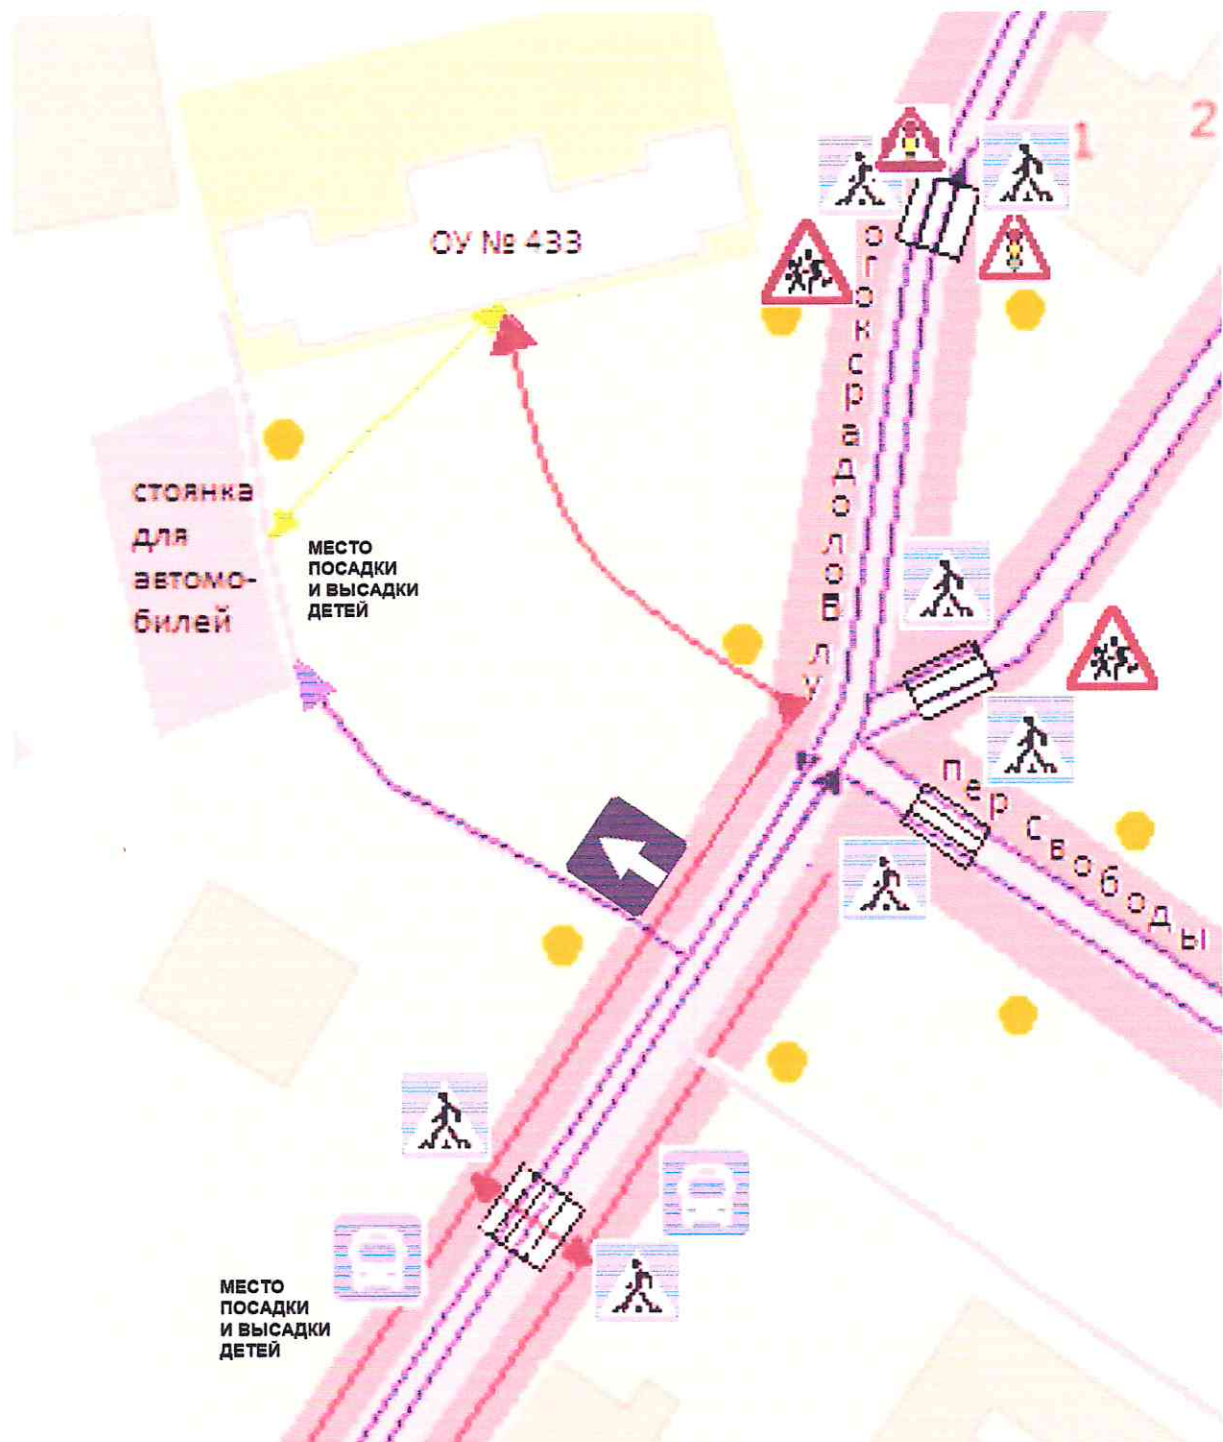 2
1
ОУ № 433
УЛ ВОЛОДАРСКОГО
стоянка
для
автомо-
билей
МЕСТО
ПОСАДКИ
И ВЫСАДКИ
ДЕТЕЙ
пер свободы
МЕСТО
ПОСАДКИ
И ВЫСАДКИ
ДЕТЕЙ